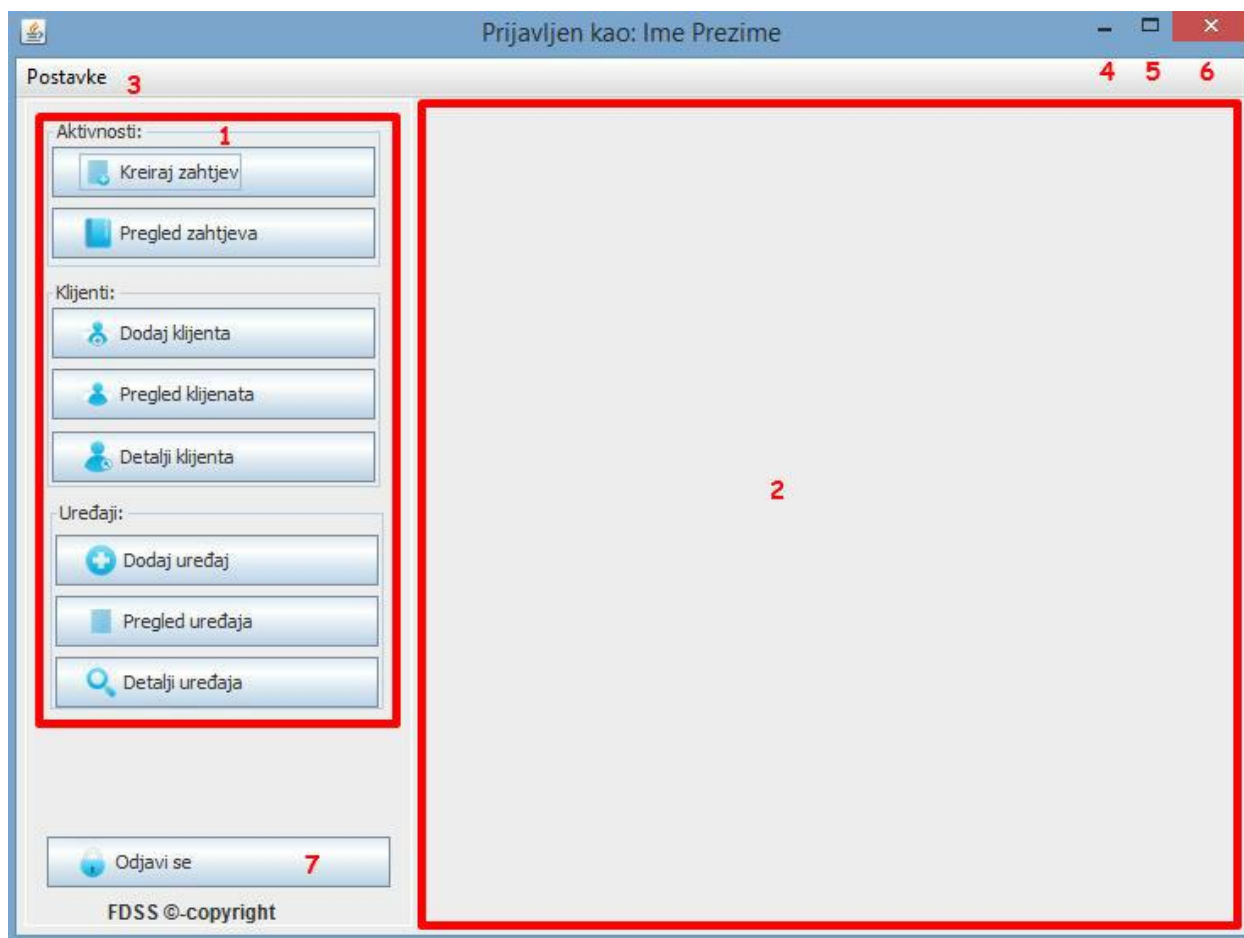 Prijavljen kao: Ime Prezime
Postavke 3
4 5 6
Aktivnosti: 1
Kreiraj zahtjev
Pregled zahtjeva
Klijenti:
Dodaj klijenta
Pregled klijenata
Detalji klijenta
2
Uređaji:
Dodaj uređaj
Pregled uređaja
Detalji uređaja
Odjavi se 7
FDSS ©-copyright